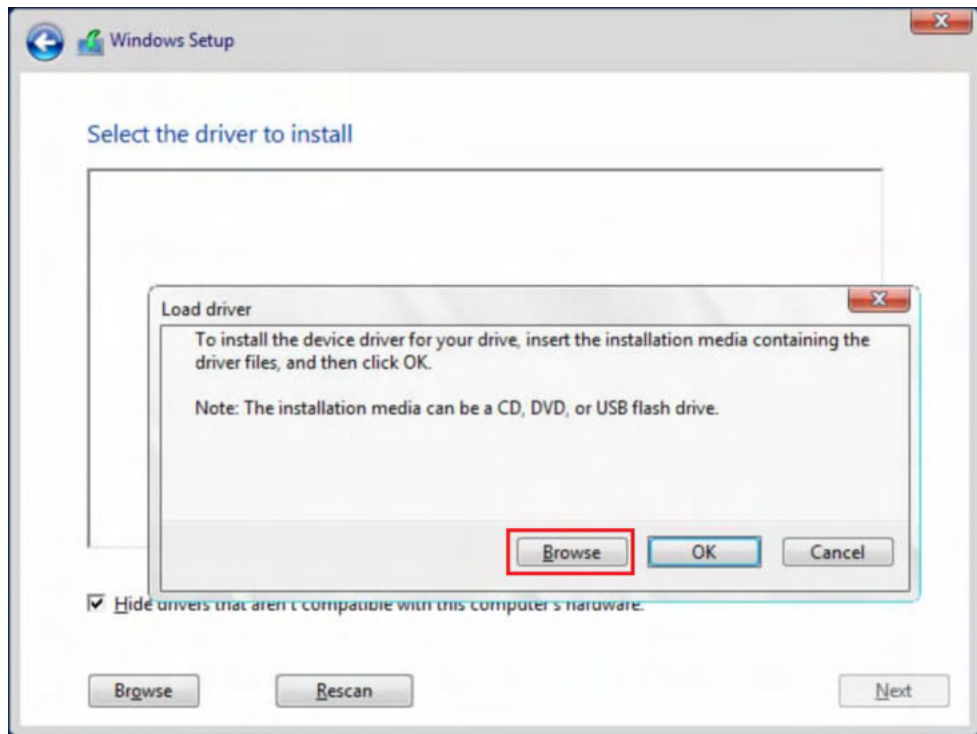 Windows Setup
Select the driver to install
Load driver
To install the device driver for your drive, insert the installation media containing the
driver files, and then click OK.
Note: The installation media can be a CD, DVD, or USB flash drive.
Browse
OK
Cancel
Hide drivers that aren't compatible with this computer's hardware.
Browse
Rescan
Next